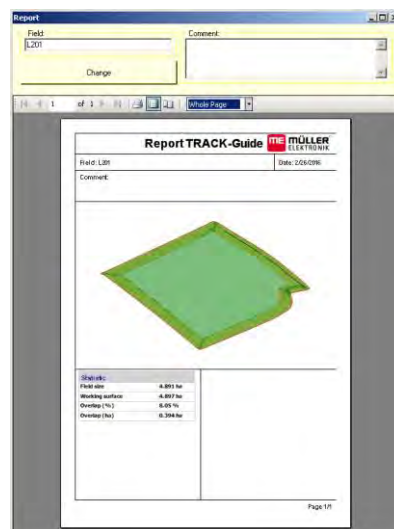 Report
Field:
Comment:
L201
Change
1 of 1
Whole Page
Report TRACK-Guide
ME MÜLLER
ELEKTRONIK
Field: L201
Date: 2/26/2016
Comment:
Statistic
Field size 4.891 ha
Working surface 4.897 ha
Overlap (%) 8.05 %
Overlap (ha) 0.394 ha
Page 1/1